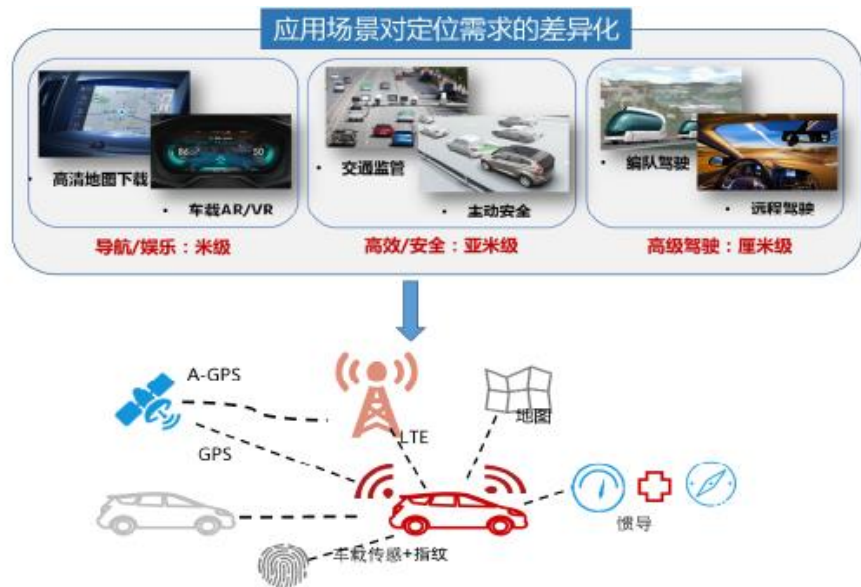 应用场景对定位需求的差异化
高清地图下载
车载AR/VR
导航/娱乐：米级
交通监管
主动安全
高效/安全：亚米级
编队驾驶
远程驾驶
高级驾驶：厘米级
A-GPS
GPS
LTE
地图
惯导
车载传感+指纹